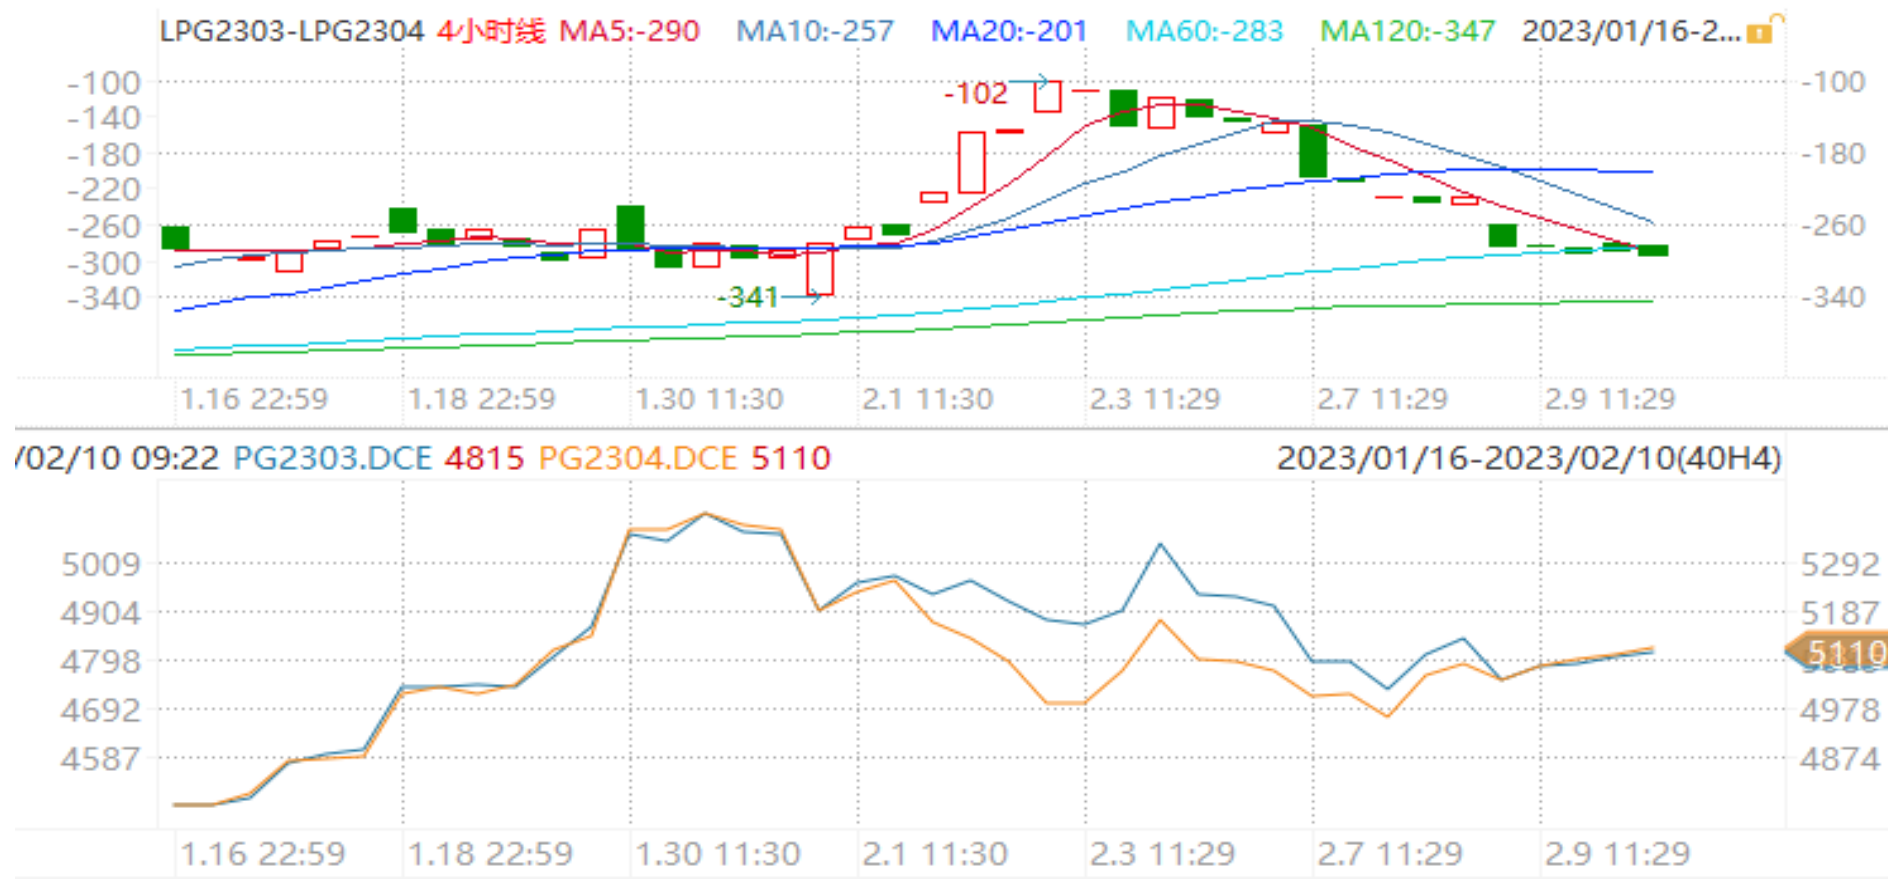 LPG2303-LPG2304 4小时线 MA5:-290 MA10:-257 MA20:-201 MA60:-283 MA120:-347 2023/01/16-2...
-100 -102 -100
-140
-180 -180
-220
-260 -260
-300
-340 -341 -340
1.16 22:59 1.18 22:59 1.30 11:30 2.1 11:30 2.3 11:29 2.7 11:29 2.9 11:29
/02/10 09:22 PG2303.DCE 4815 PG2304.DCE 5110 2023/01/16-2023/02/10(40H4)
5009 5292
4904 5187
4798 5110
4692 4978
4587 4874
1.16 22:59 1.18 22:59 1.30 11:30 2.1 11:30 2.3 11:29 2.7 11:29 2.9 11:29